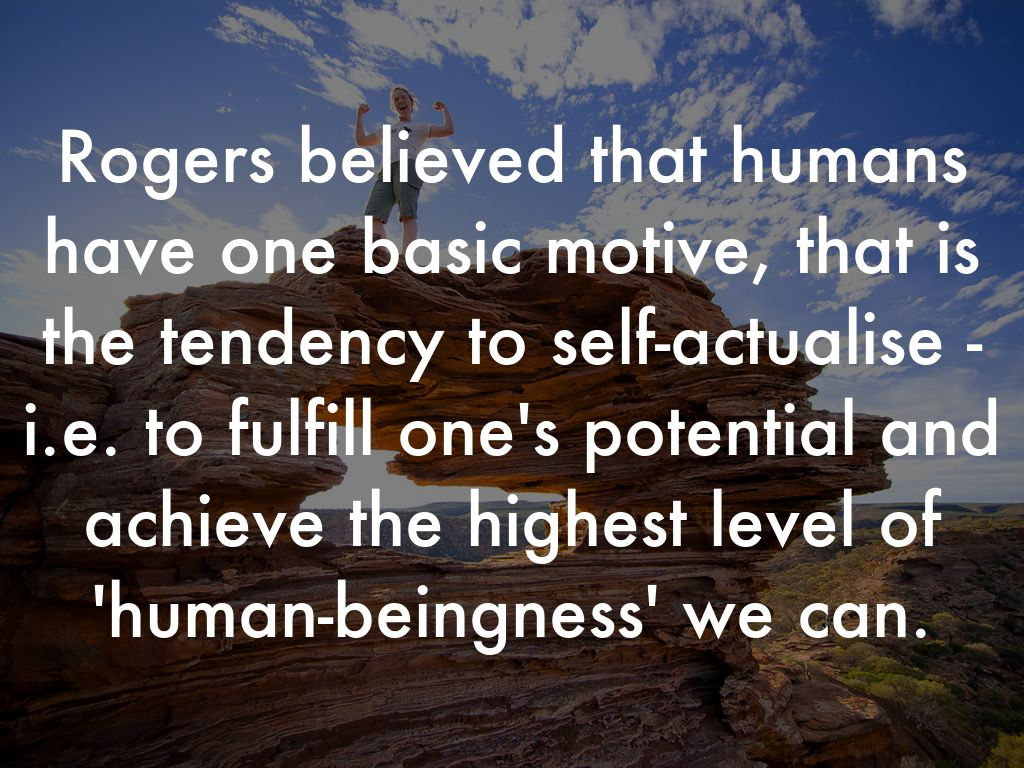 Rogers believed that humans
have one basic motive, that is
the tendency to self-actualise -
i.e. to fulfill one's potential and
achieve the highest level of
'human-beingness' we can.